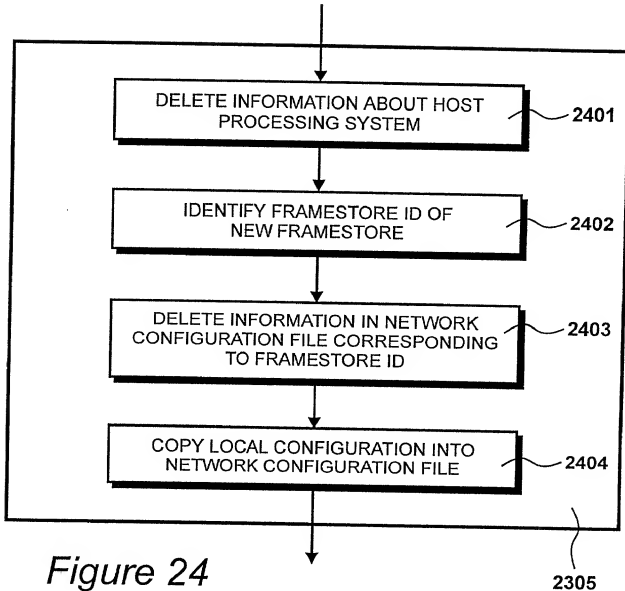 DELETE INFORMATION ABOUT HOST
PROCESSING SYSTEM
2401
IDENTIFY FRAMESTORE ID OF
NEW FRAMESTORE
2402
DELETE INFORMATION IN NETWORK
CONFIGURATION FILE CORRESPONDING
TO FRAMESTORE ID
2403
COPY LOCAL CONFIGURATION INTO
NETWORK CONFIGURATION FILE
2404
Figure 24
2305